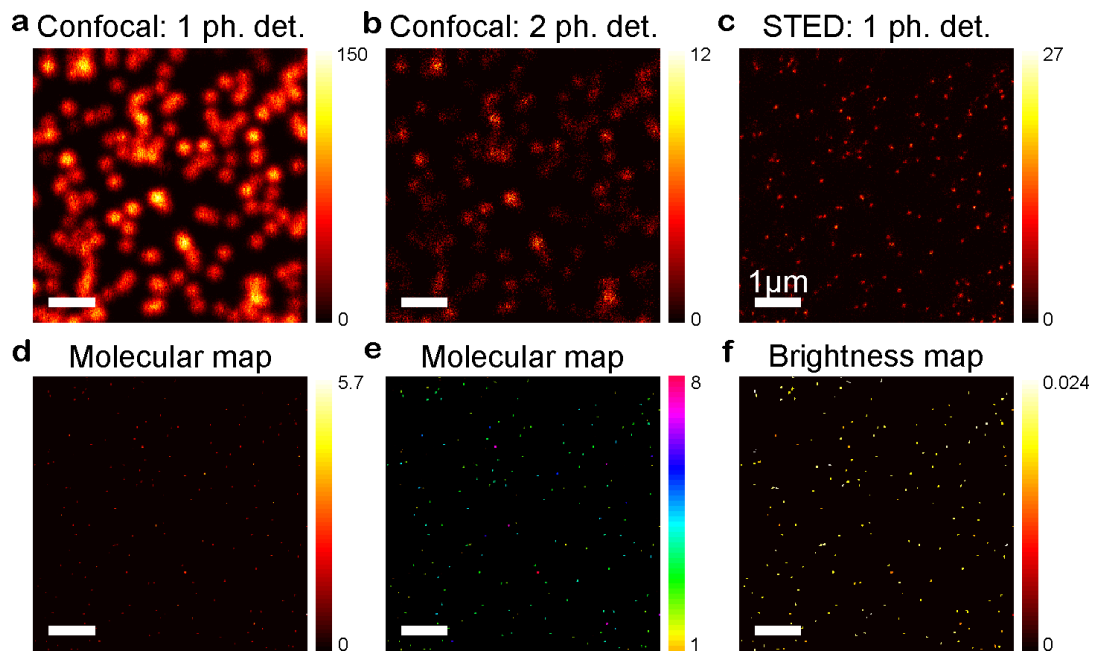 a Confocal: 1 ph. det.
150
0
b Confocal: 2 ph. det.
12
0
c STED: 1 ph. det.
27
0
1µm
d Molecular map
5.7
0
e Molecular map
8
1
f Brightness map
0.024
0